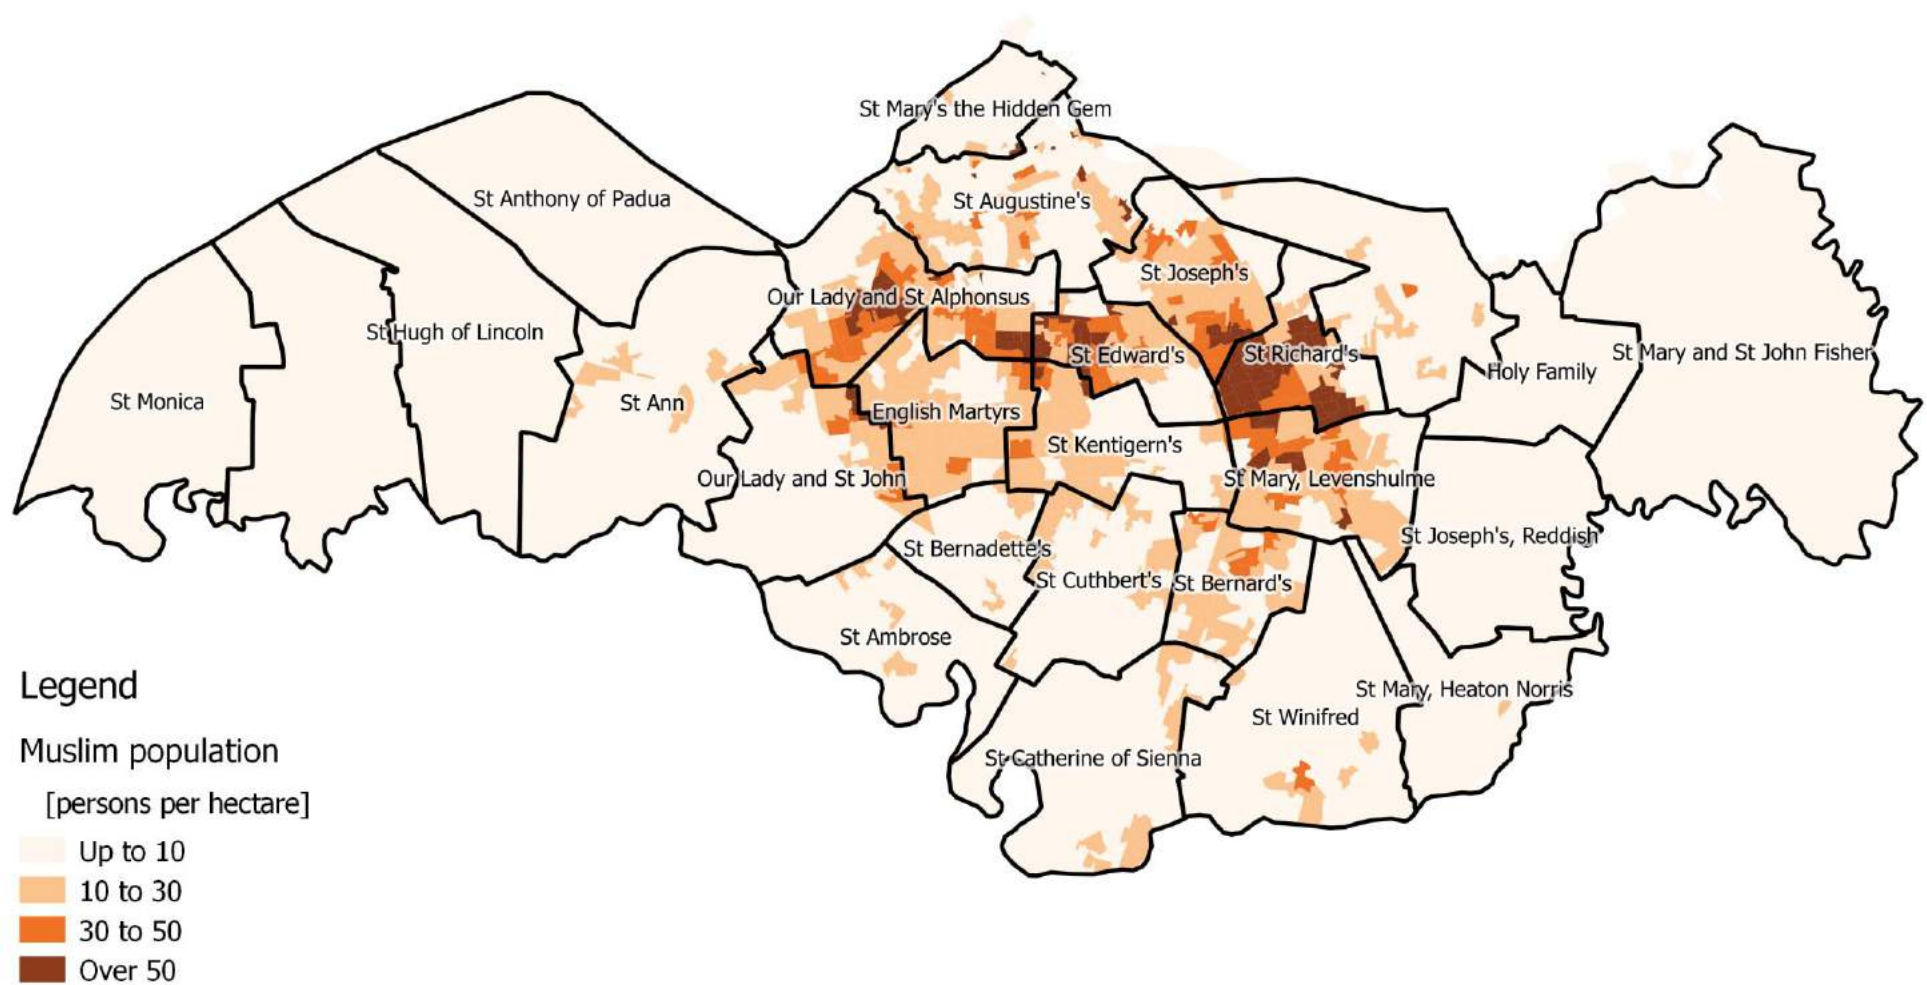 St Mary's the Hidden Gem
St Anthony of Padua
St Augustine's
St Joseph's
Our Lady and St Alphonsus
St Hugh of Lincoln
St Edward's
St Richard's
St Mary and St John Fisher
Holy Family
St Monica
St Ann
English Martyrs
St Kentigern's
Our Lady and St John
St Mary, Levenshulme
St Joseph's, Reddish
St Bernadette's
St Cuthbert's
St Bernard's
St Ambrose
St Mary, Heaton Norris
St Winifred
St Catherine of Sienna
Legend
Muslim population
[persons per hectare]
Up to 10
10 to 30
30 to 50
Over 50